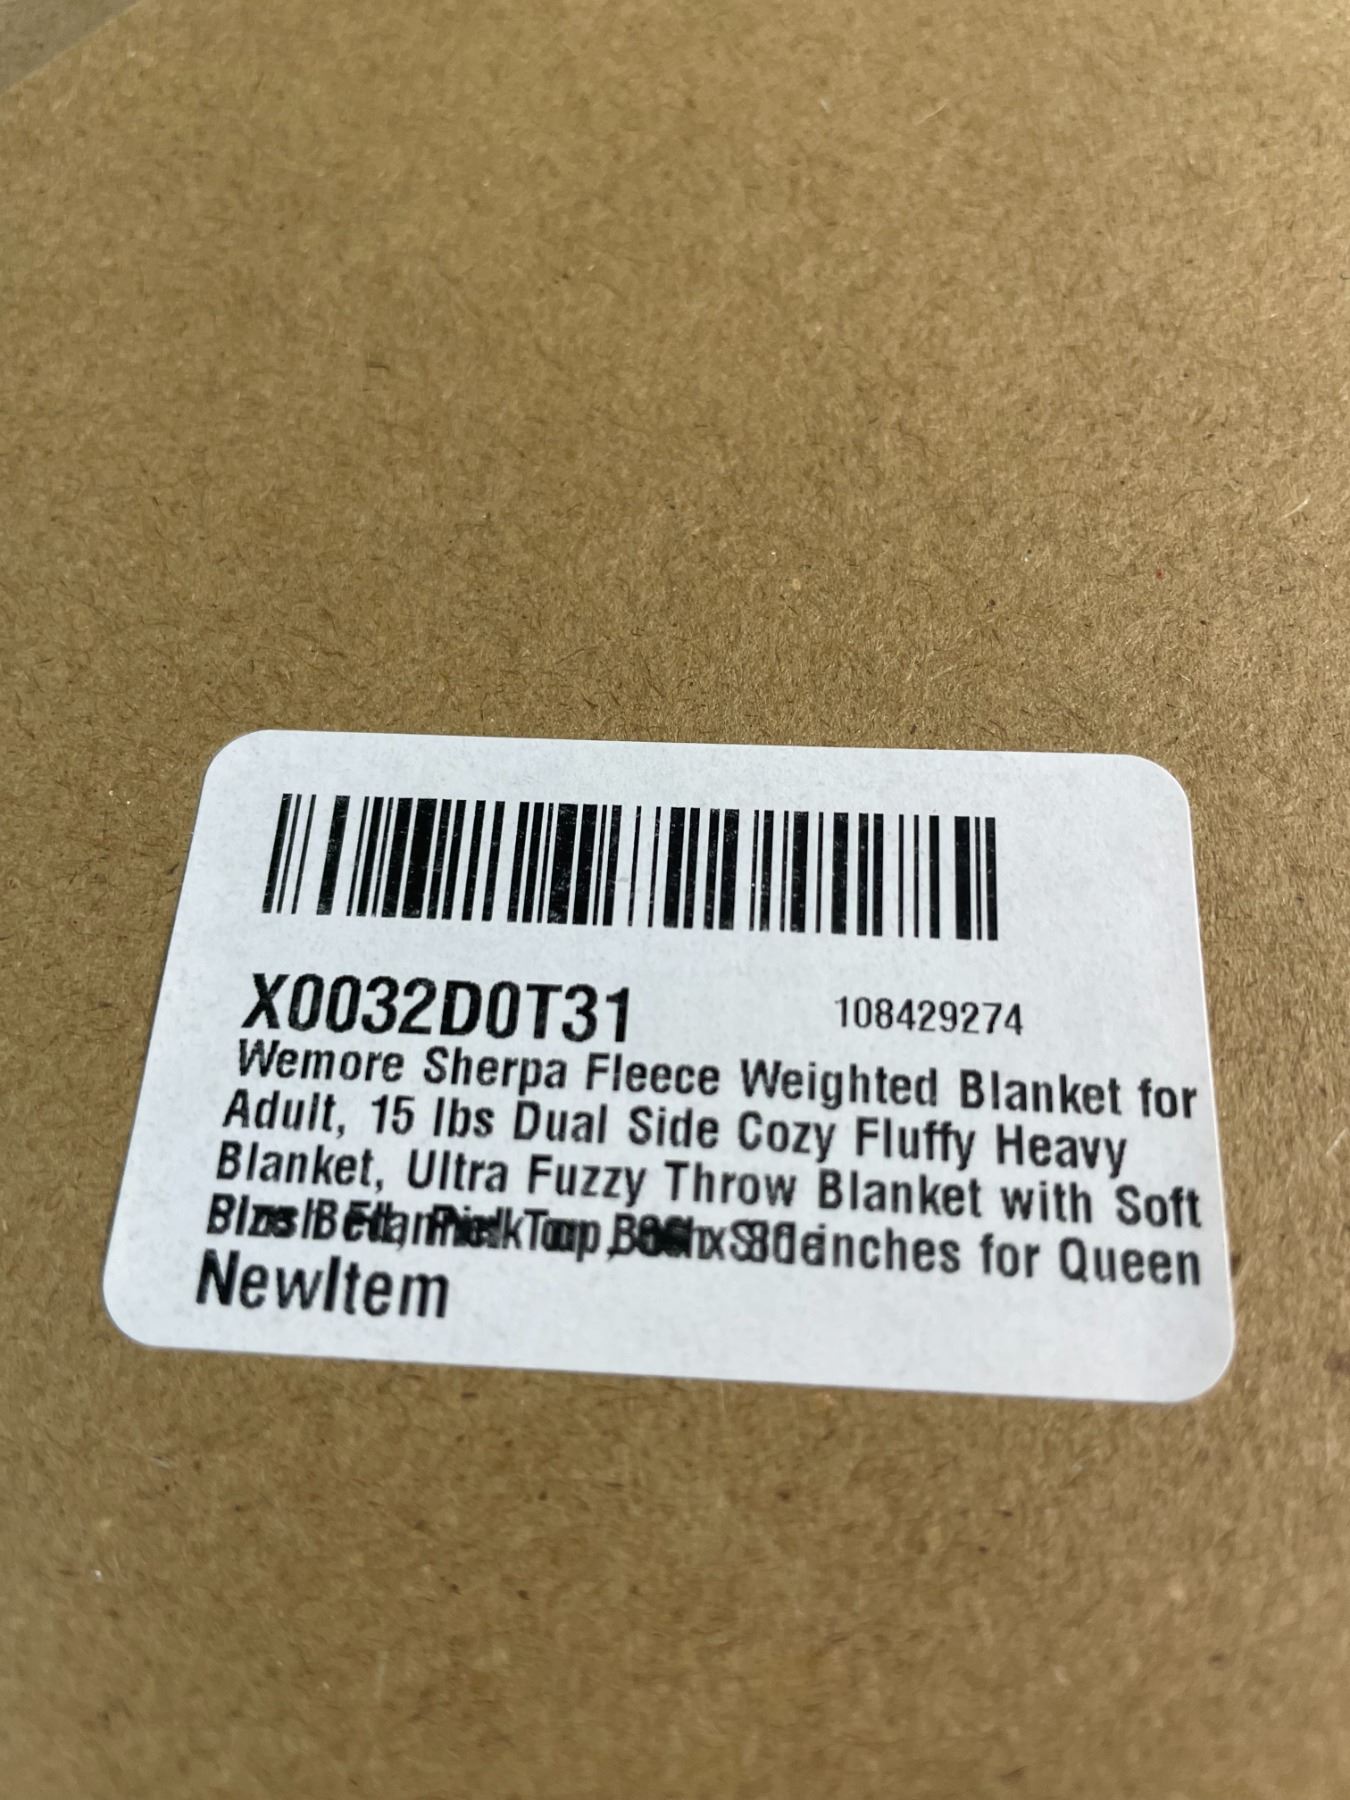 X0032D0T31 108429274
Wemore Sherpa Fleece Weighted Blanket for
Adult, 15 lbs Dual Side Cozy Fluffy Heavy
Blanket, Ultra Fuzzy Throw Blanket with Soft
inches for Queen
NewItem